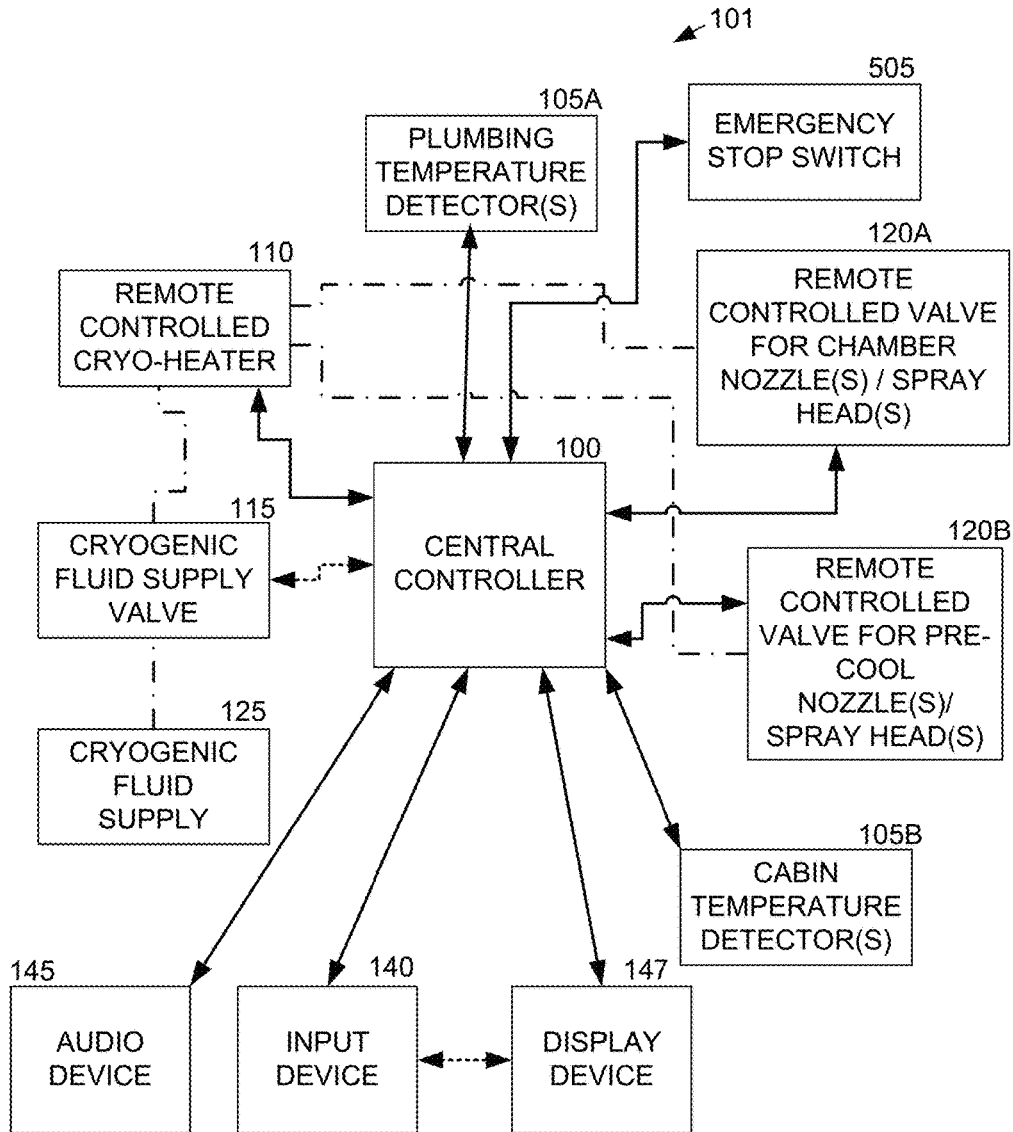 101
505
EMERGENCY
STOP SWITCH
105A
PLUMBING
TEMPERATURE
DETECTOR(S)
110
REMOTE
CONTROLLED
CRYO-HEATER
120A
REMOTE
CONTROLLED VALVE
FOR CHAMBER
NOZZLE(S) / SPRAY
HEAD(S)
100
CENTRAL
CONTROLLER
115
CRYOGENIC
FLUID SUPPLY
VALVE
120B
REMOTE
CONTROLLED
VALVE FOR PRE-
COOL
NOZZLE(S)/
SPRAY HEAD(S)
125
CRYOGENIC
FLUID
SUPPLY
105B
CABIN
TEMPERATURE
DETECTOR(S)
145
AUDIO
DEVICE
140
INPUT
DEVICE
147
DISPLAY
DEVICE